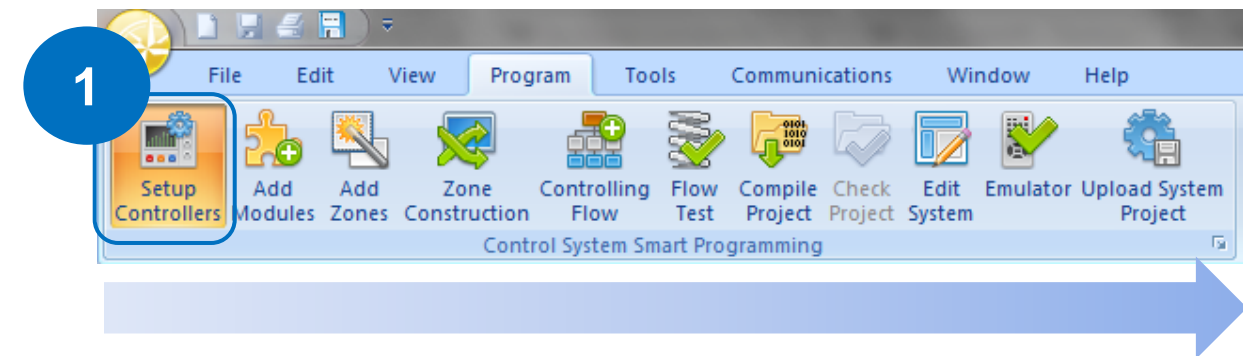 1
File Edit View Program Tools Communications Window Help
Setup Add Add Zone Controlling Flow Compile Check Edit Emulator Upload System
Controllers Modules Zones Construction Flow Test Project Project System Project
Control System Smart Programming